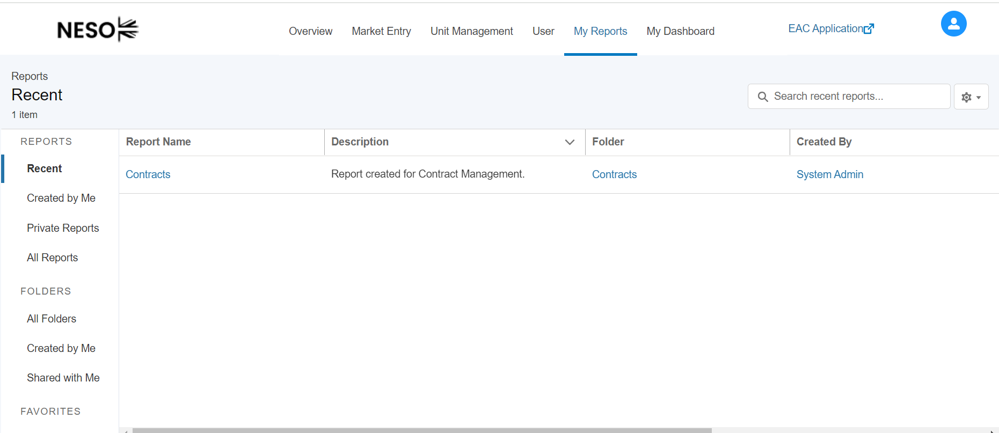 NESO
Overview Market Entry Unit Management User My Reports My Dashboard EAC Application
Reports
Recent
1 item
Search recent reports...
REPORTS
Recent
Created by Me
Private Reports
All Reports
FOLDERS
All Folders
Created by Me
Shared with Me
FAVORITES
Report Name Description Folder Created By
Contracts Report created for Contract Management. Contracts System Admin